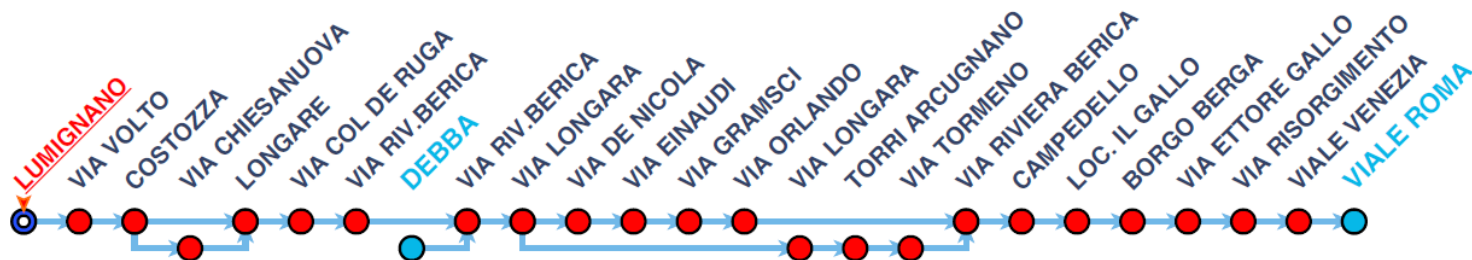 LUMIGNANO
VIA VOLTO
COSTOZZA
VIA CHIESANUOVA
LONGARE
VIA COL DE RUGA
VIA RIV.BERICA
DEBBA
VIA RIV.BERICA
VIA LONGARA
VIA DE NICOLA
VIA EINAUDI
VIA GRAMSCI
VIA ORLANDO
VIA LONGARA
TORRI ARCUGNANO
VIA TORMENO
VIA RIVIERA BERICA
CAMPEDELLO
LOC. IL GALLO
BORGO BERGA
VIA ETTORE GALLO
VIA RISORGIMENTO
VIALE VENEZIA
VIALE ROMA